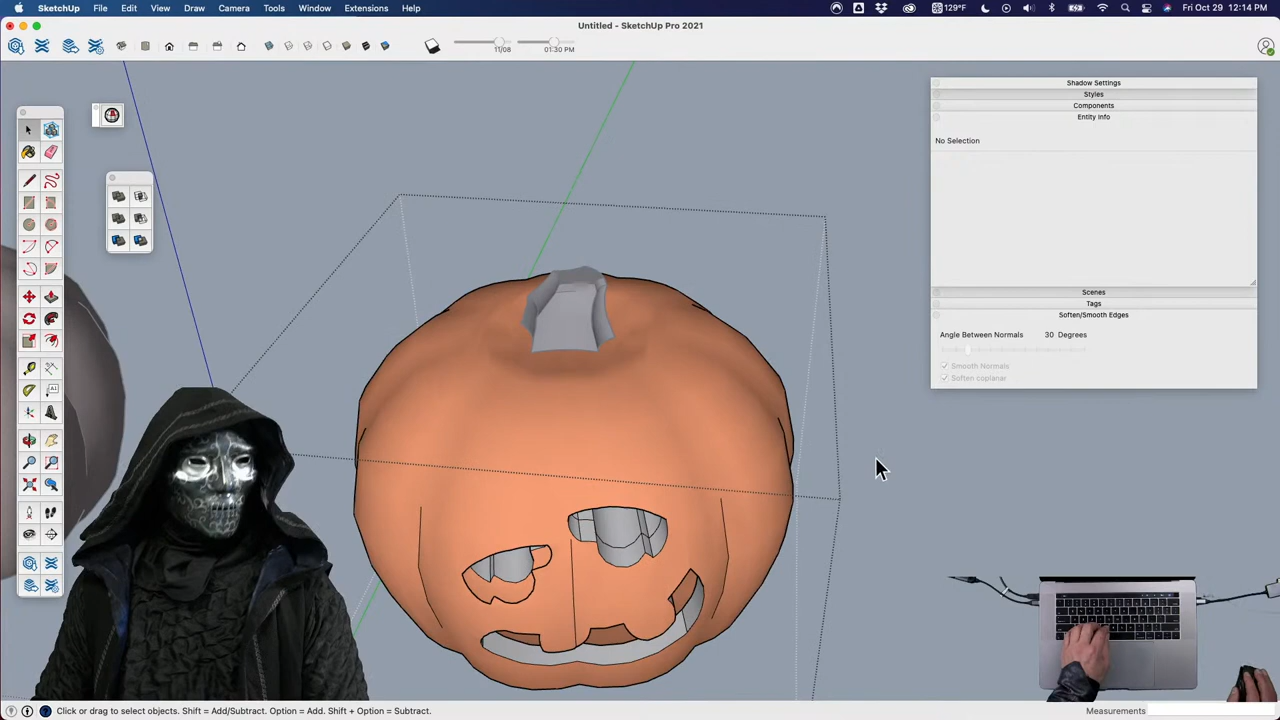 SketchUp File Edit View Draw Camera Tools Window Extensions Help 129°F Fri Oct 29 12:14 PM
Untitled - SketchUp Pro 2021
11/08 01:30 PM
Shadow Settings
Styles
Components
Entity Info
No Selection
Scenes
Tags
Soften/Smooth Edges
Angle Between Normals 30 Degrees
Smooth Normals
Soften coplanar
Click or drag to select objects. Shift = Add/Subtract. Option = Add. Shift + Option = Subtract. Measurements